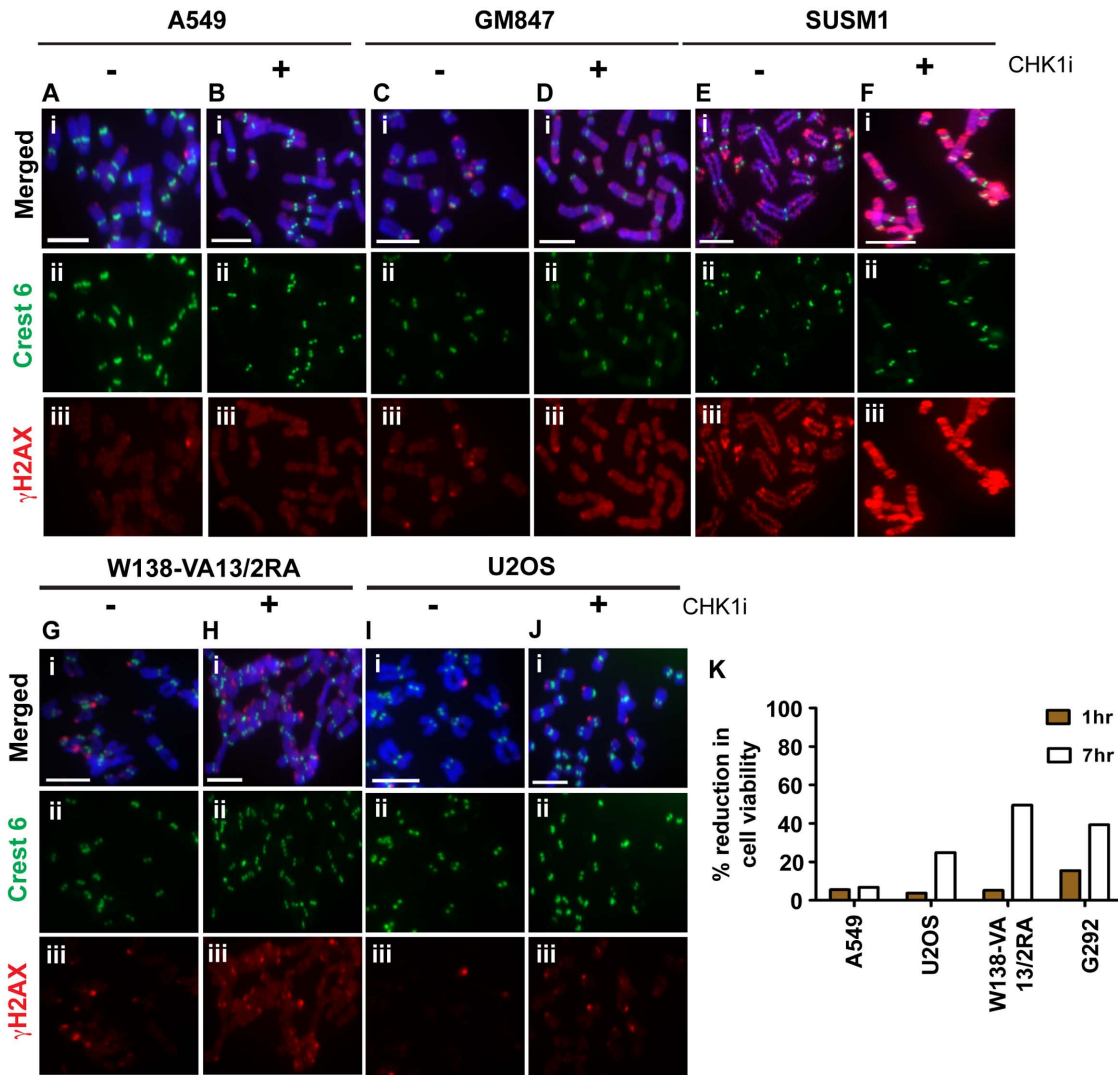 A549 GM847 SUSM1
- + - + - + CHK1i
A B C D E F
Merged i i i i i i
Crest 6 ii ii ii ii ii ii
γH2AX iii iii iii iii iii iii
W138-VA13/2RA U2OS
- + - + CHK1i
G H I J
Merged i i i i
Crest 6 ii ii ii ii
γH2AX iii iii iii iii
K
1hr
7hr
% reduction in
cell viability
100
80
60
40
20
0
A549
U2OS
W138-VA
13/2RA
G292